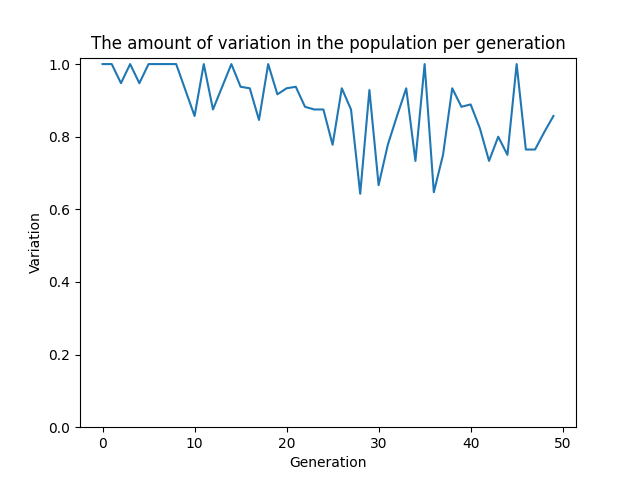 The amount of variation in the population per generation
1.0
0.8
0.6
0.4
0.2
0.0
Variation
0 10 20 30 40 50
Generation